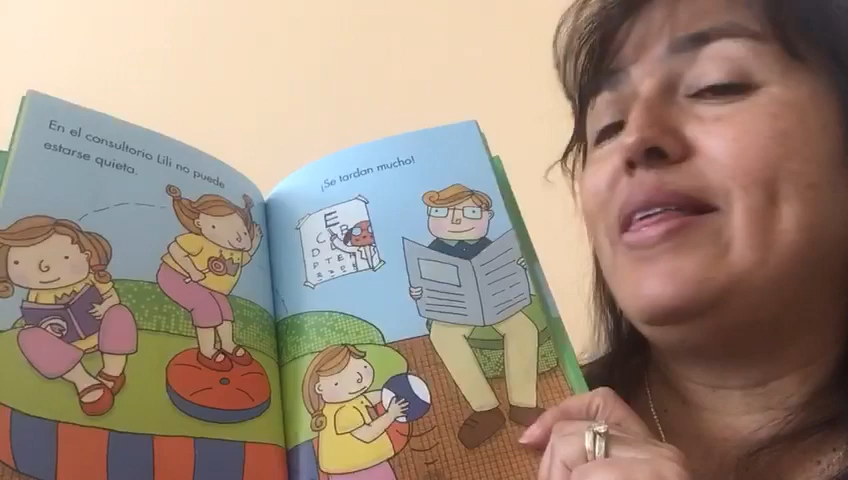 En el consultorio Lili no puede
estarse quieta.
¡Se tardan mucho!
E